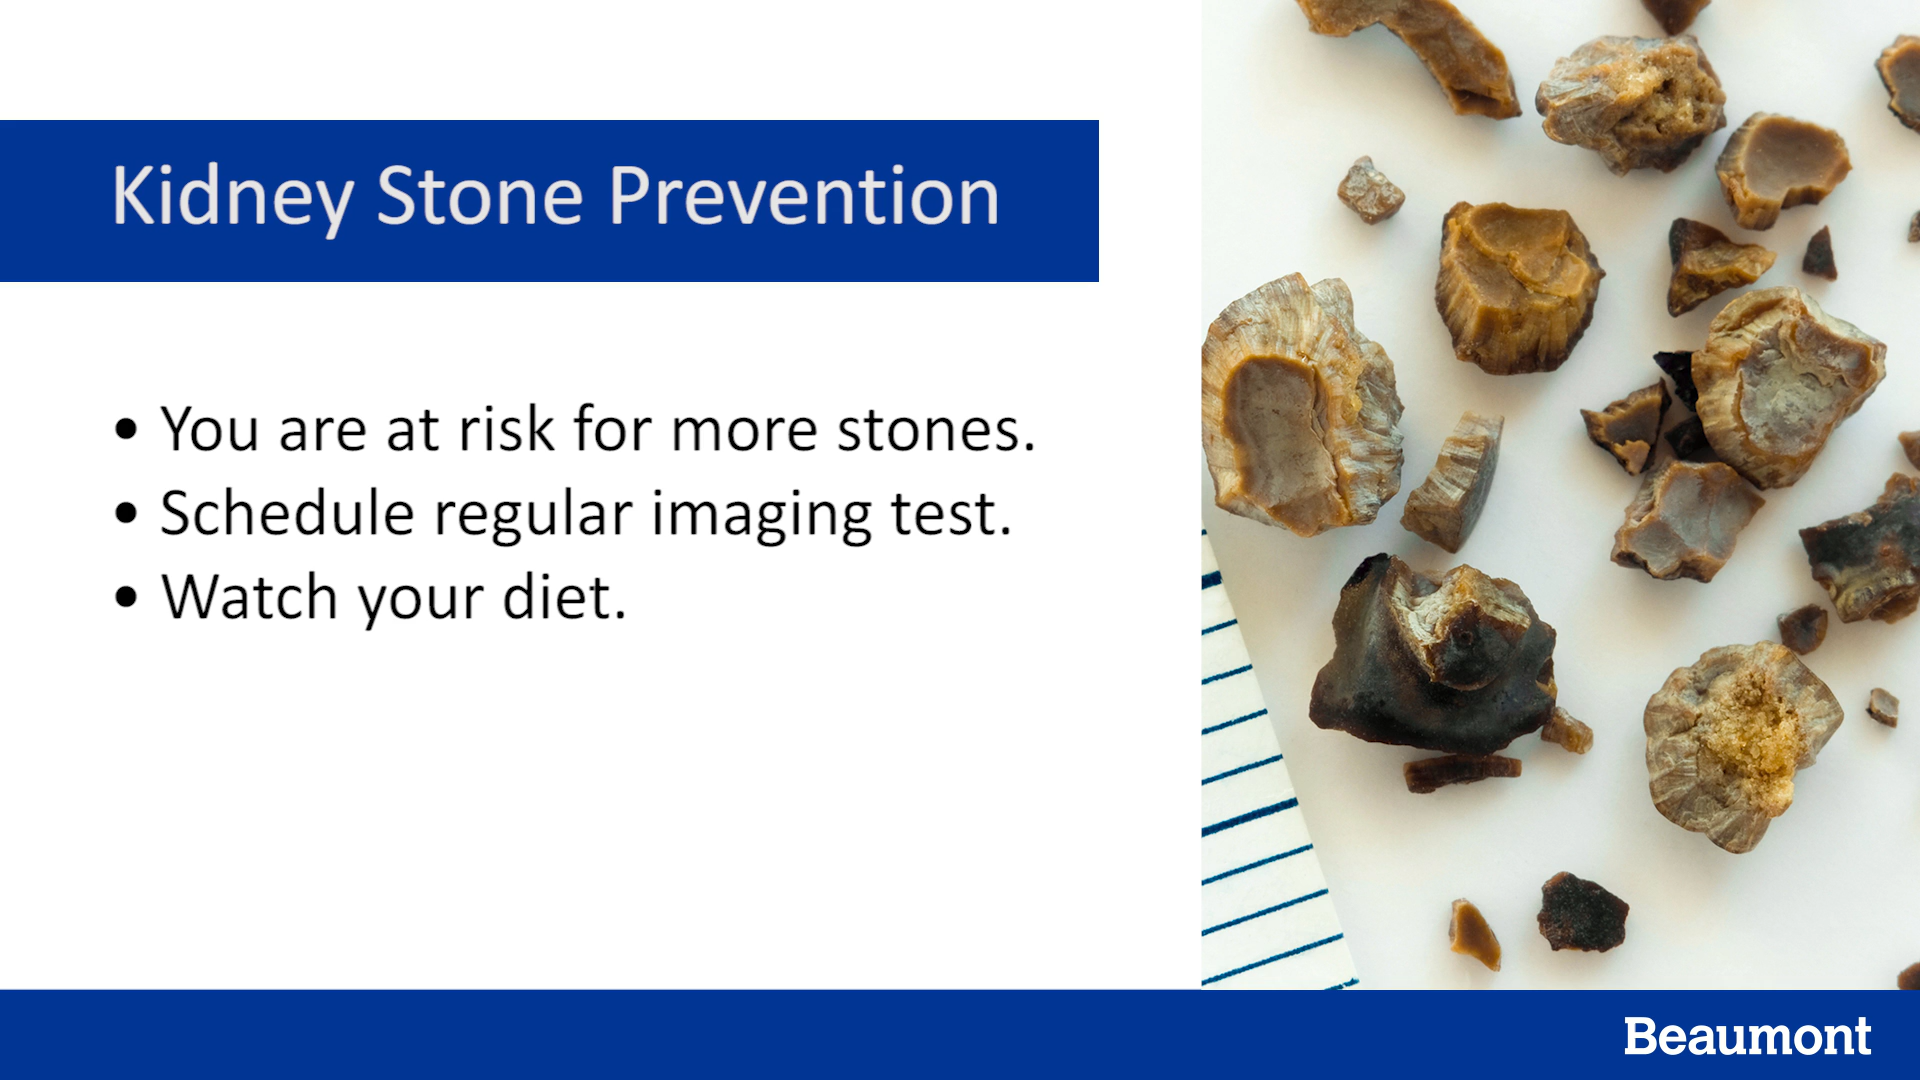 Kidney Stone Prevention
• You are at risk for more stones.
• Schedule regular imaging test.
• Watch your diet.
Beaumont